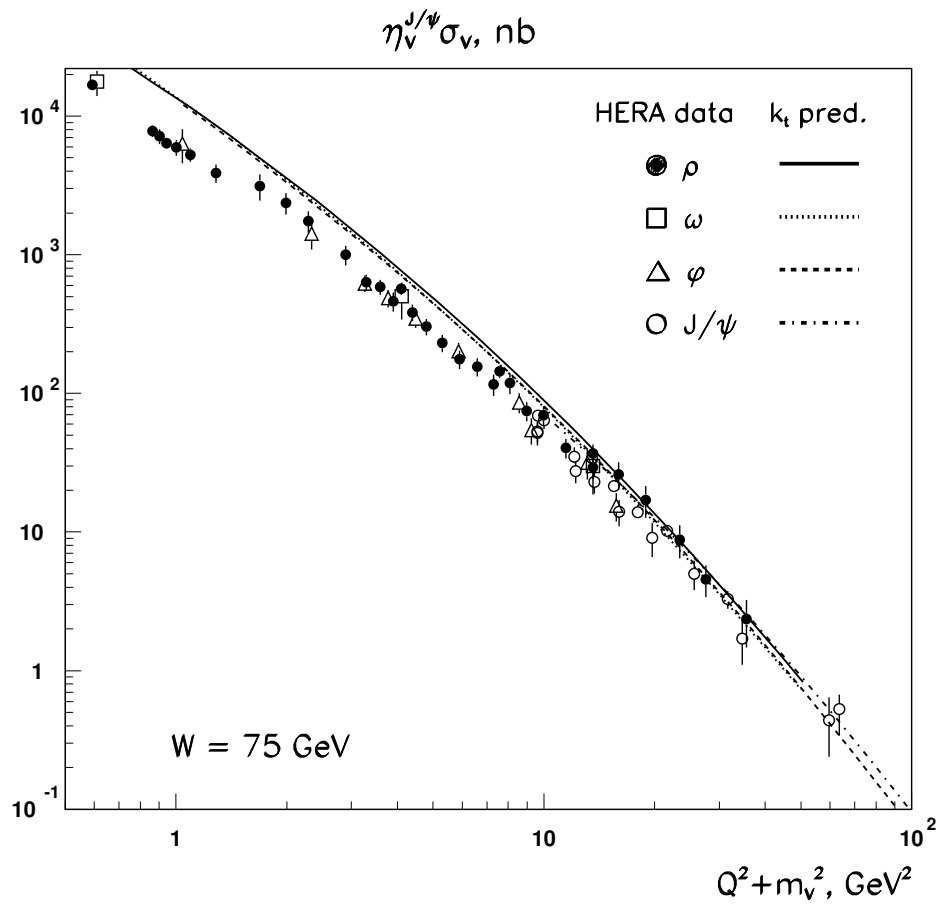 η_v^{J/ψ}σ_v, nb
HERA data k_t pred.
ρ
ω
φ
J/ψ
10^4
10^3
10^2
10
1
10^-1
W = 75 GeV
1 10 10^2
Q^2+m_v^2, GeV^2